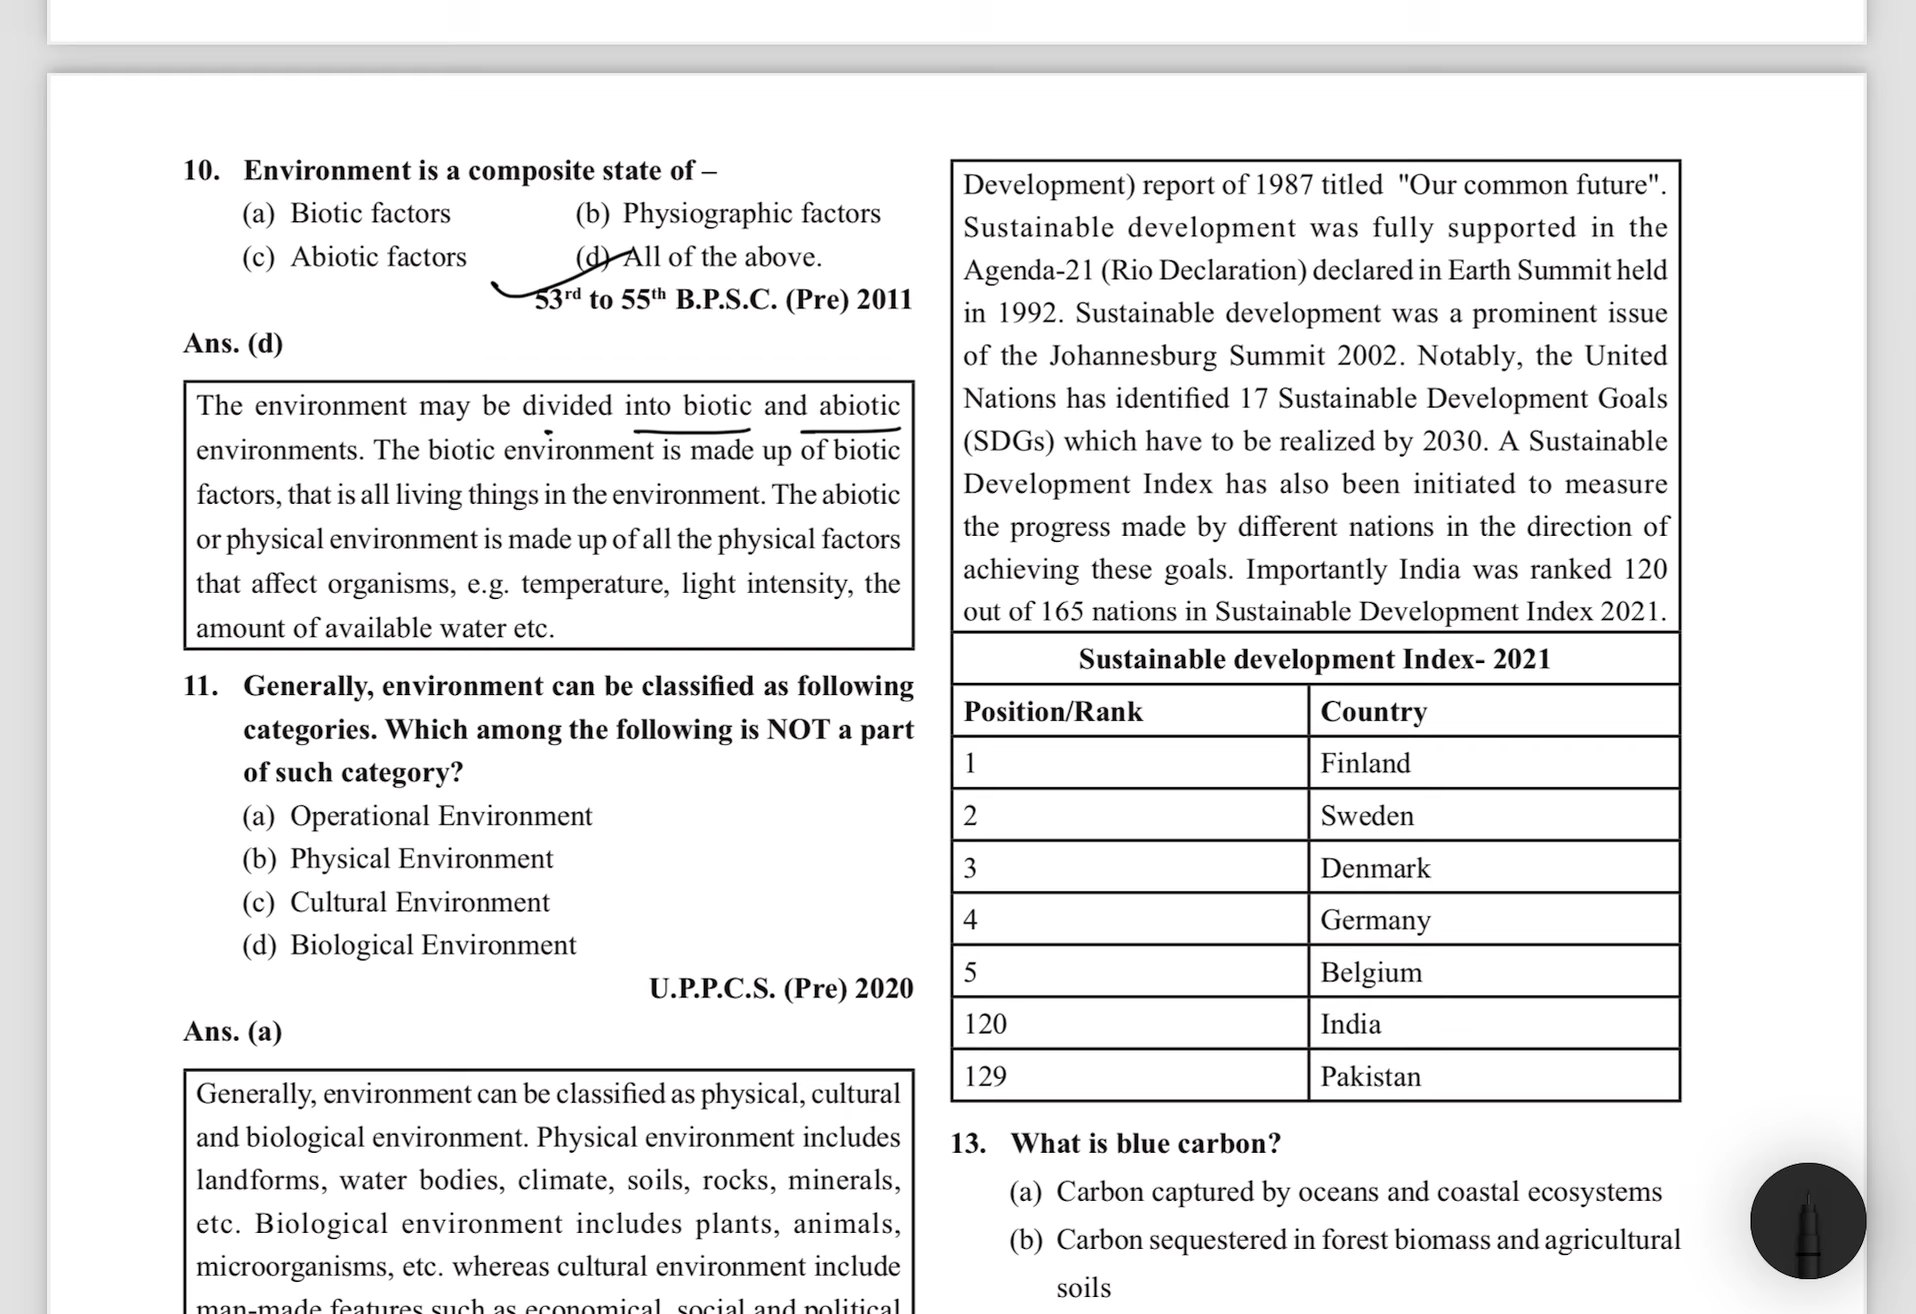 10. Environment is a composite state of –
(a) Biotic factors (b) Physiographic factors
(c) Abiotic factors (d) All of the above.
53rd to 55th B.P.S.C. (Pre) 2011
Ans. (d)
The environment may be divided into biotic and abiotic
environments. The biotic environment is made up of biotic
factors, that is all living things in the environment. The abiotic
or physical environment is made up of all the physical factors
that affect organisms, e.g. temperature, light intensity, the
amount of available water etc.
11. Generally, environment can be classified as following
categories. Which among the following is NOT a part
of such category?
(a) Operational Environment
(b) Physical Environment
(c) Cultural Environment
(d) Biological Environment
U.P.P.C.S. (Pre) 2020
Ans. (a)
Generally, environment can be classified as physical, cultural
and biological environment. Physical environment includes
landforms, water bodies, climate, soils, rocks, minerals,
etc. Biological environment includes plants, animals,
microorganisms, etc. whereas cultural environment include
man-made features such as economical, social and political
Development) report of 1987 titled "Our common future".
Sustainable development was fully supported in the
Agenda-21 (Rio Declaration) declared in Earth Summit held
in 1992. Sustainable development was a prominent issue
of the Johannesburg Summit 2002. Notably, the United
Nations has identified 17 Sustainable Development Goals
(SDGs) which have to be realized by 2030. A Sustainable
Development Index has also been initiated to measure
the progress made by different nations in the direction of
achieving these goals. Importantly India was ranked 120
out of 165 nations in Sustainable Development Index 2021.
Sustainable development Index- 2021
Position/Rank Country
1 Finland
2 Sweden
3 Denmark
4 Germany
5 Belgium
120 India
129 Pakistan
13. What is blue carbon?
(a) Carbon captured by oceans and coastal ecosystems
(b) Carbon sequestered in forest biomass and agricultural
soils